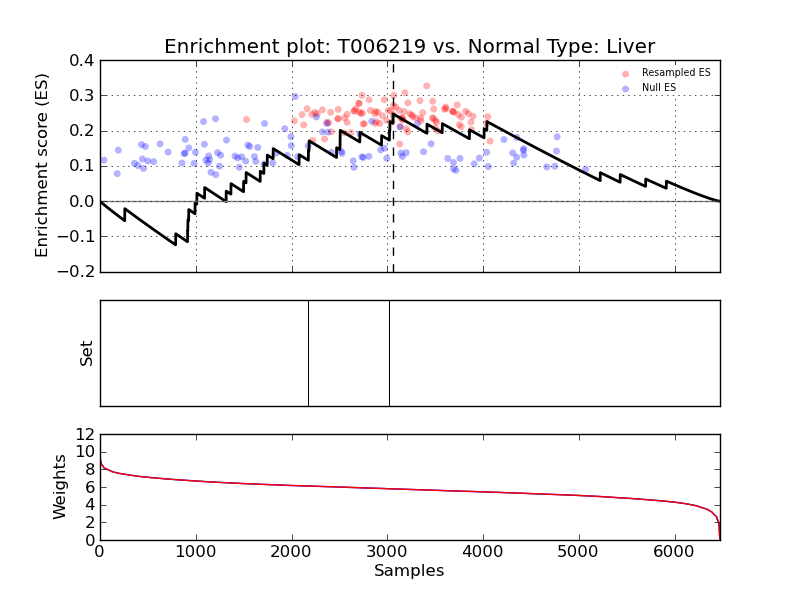 Enrichment plot: T006219 vs. Normal Type: Liver
Enrichment score (ES)
0.4
0.3
0.2
0.1
0.0
−0.1
−0.2
Resampled ES
Null ES
Set
Weights
12
10
8
6
4
2
0
0 1000 2000 3000 4000 5000 6000
Samples